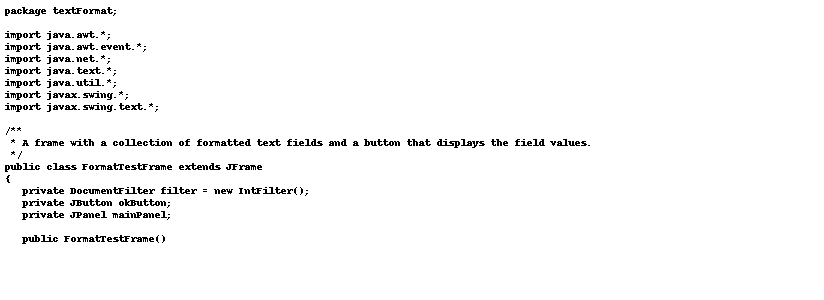 package textFormat;

import java.awt.*;
import java.awt.event.*;
import java.net.*;
import java.text.*;
import java.util.*;
import javax.swing.*;
import javax.swing.text.*;

/**
 * A frame with a collection of formatted text fields and a button that displays the field values.
 */
public class FormatTestFrame extends JFrame
{
   private DocumentFilter filter = new IntFilter();
   private JButton okButton;
   private JPanel mainPanel;

   public FormatTestFrame()